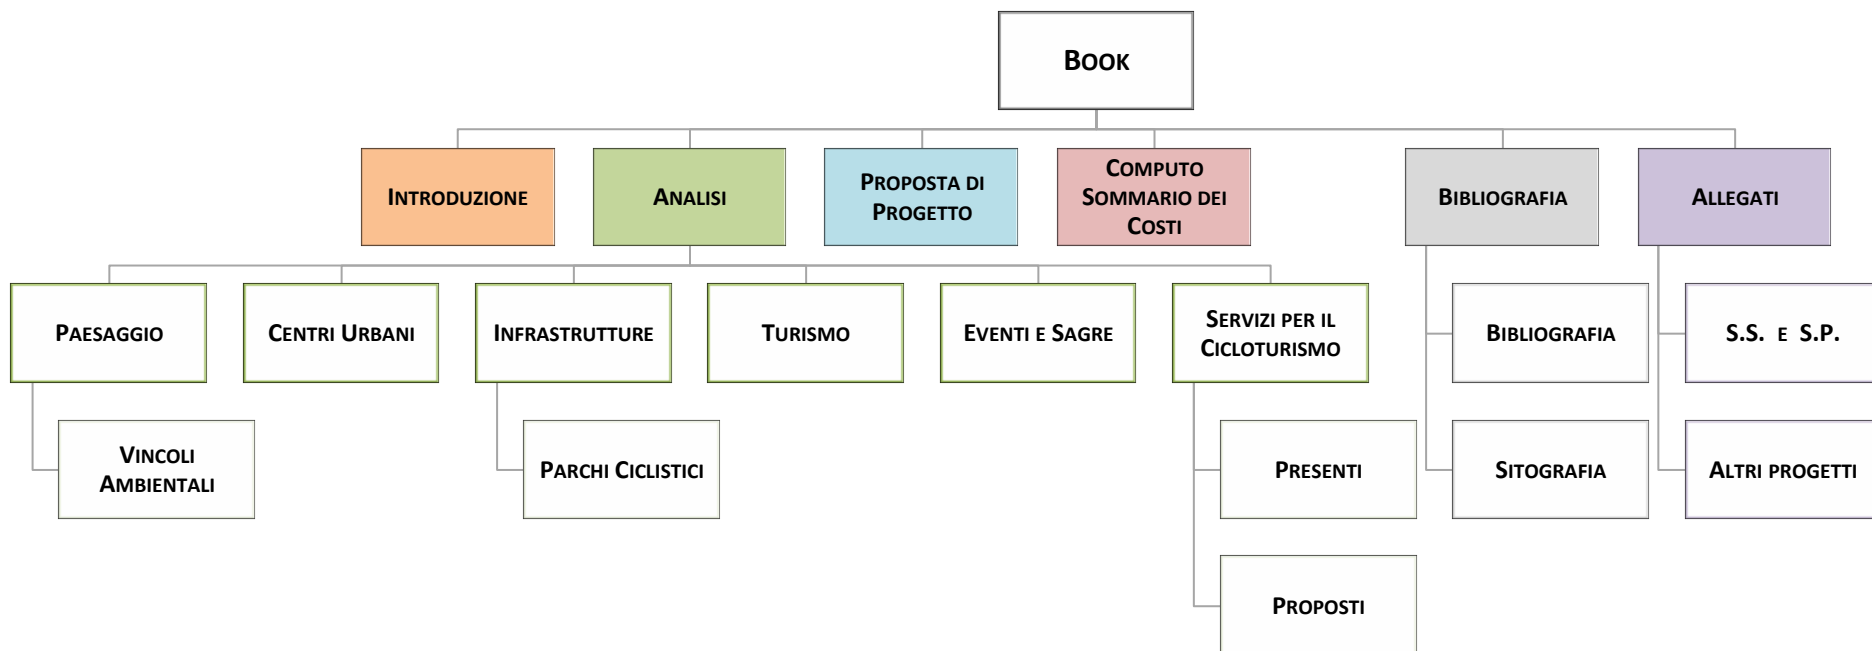 BOOK
INTRODUZIONE
ANALISI
PROPOSTA DI
PROGETTO
COMPUTO
SOMMARIO DEI
COSTI
BIBLIOGRAFIA
ALLEGATI
PAESAGGIO
CENTRI URBANI
INFRASTRUTTURE
TURISMO
EVENTI E SAGRE
SERVIZI PER IL
CICLOTURISMO
BIBLIOGRAFIA
S.S. E S.P.
VINCOLI
AMBIENTALI
PARCHI CICLISTICI
PRESENTI
SITOGRAFIA
ALTRI PROGETTI
PROPOSTI